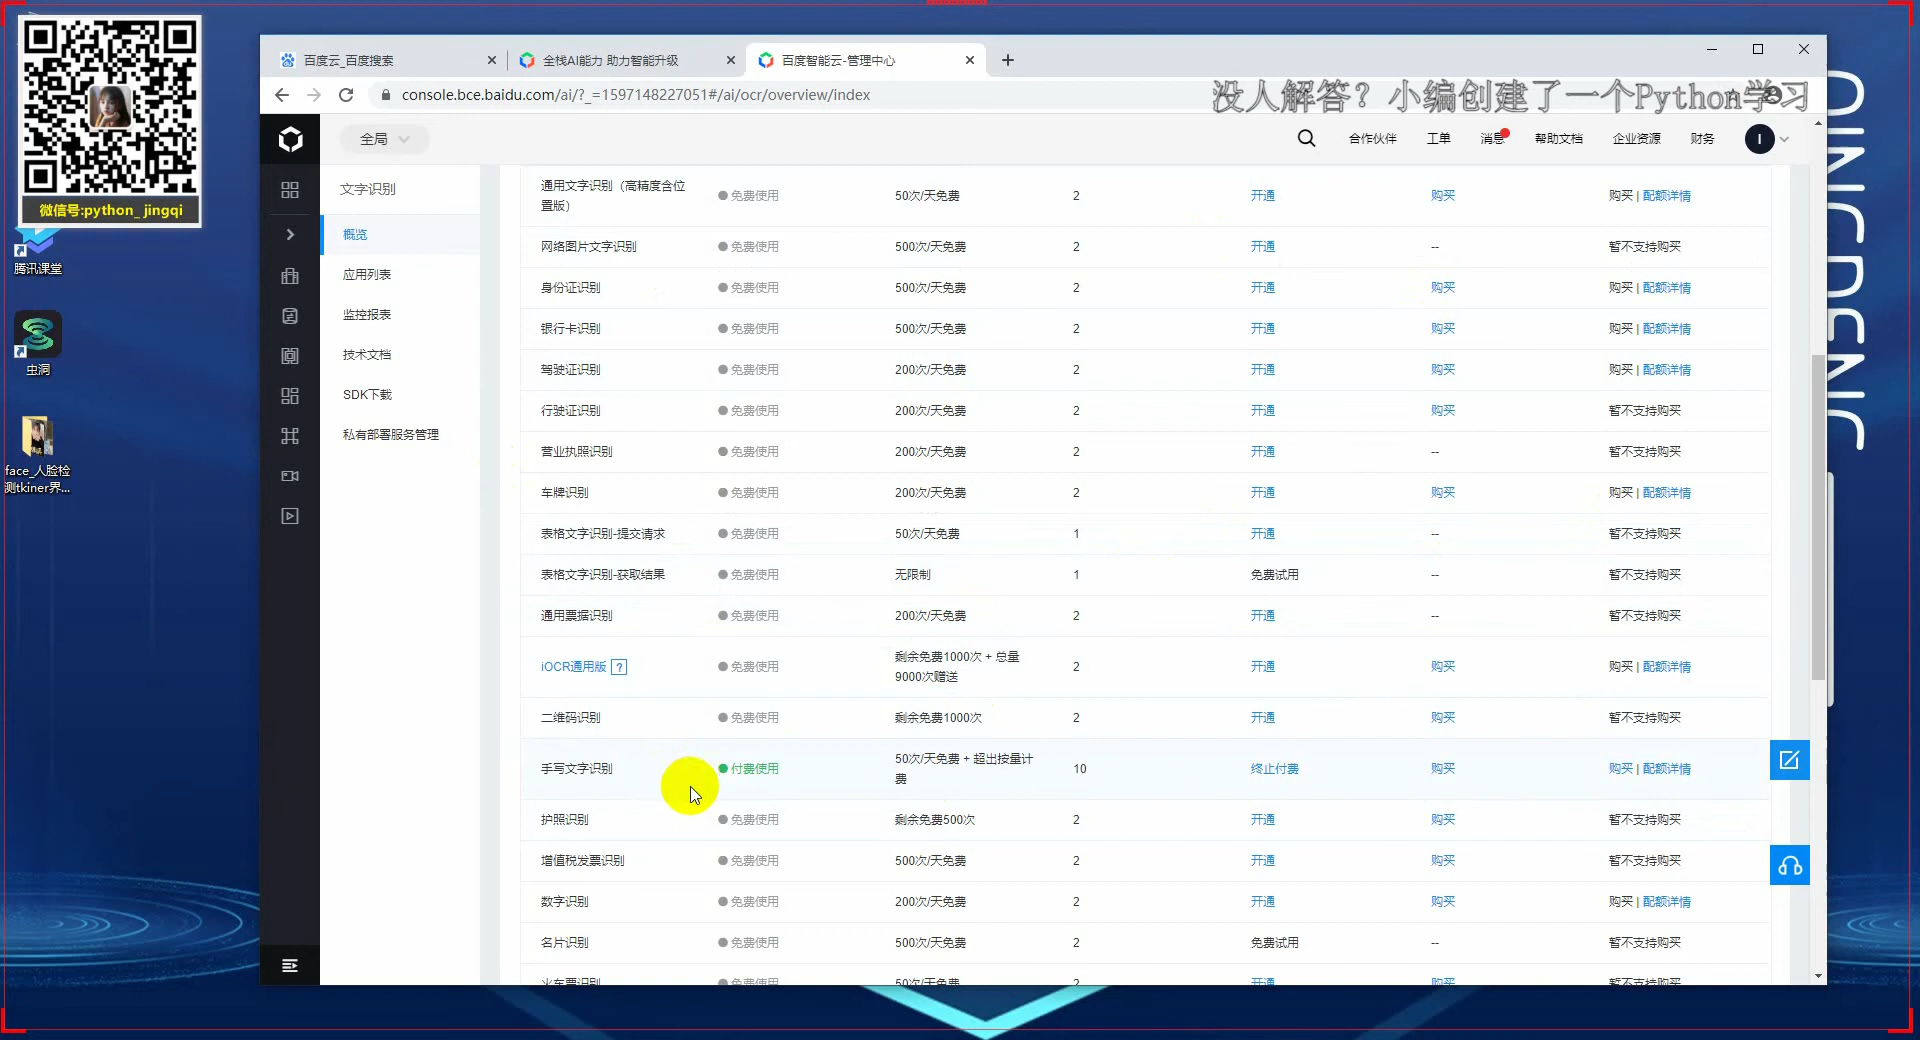 微信号:python_ jingqi
腾讯课堂
虫洞
face_人脸检
测tkiner界...
百度云_百度搜索
全栈AI能力 助力智能升级
百度智能云-管理中心
console.bce.baidu.com/ai/?_=1597148227051#/ai/ocr/overview/index
没人解答？小编创建了一个Python学习
全局
合作伙伴 工单 消息 帮助文档 企业资源 财务 I
文字识别
概览
应用列表
监控报表
技术文档
SDK下载
私有部署服务管理
通用文字识别（高精度含位
置版） 免费使用 50次/天免费 2 开通 购买 购买 | 配额详情
网络图片文字识别 免费使用 500次/天免费 2 开通 -- 暂不支持购买
身份证识别 免费使用 500次/天免费 2 开通 购买 购买 | 配额详情
银行卡识别 免费使用 500次/天免费 2 开通 购买 购买 | 配额详情
驾驶证识别 免费使用 200次/天免费 2 开通 购买 购买 | 配额详情
行驶证识别 免费使用 200次/天免费 2 开通 购买 暂不支持购买
营业执照识别 免费使用 200次/天免费 2 开通 -- 暂不支持购买
车牌识别 免费使用 200次/天免费 2 开通 购买 购买 | 配额详情
表格文字识别-提交请求 免费使用 50次/天免费 1 开通 -- 暂不支持购买
表格文字识别-获取结果 免费使用 无限制 1 免费试用 -- 暂不支持购买
通用票据识别 免费使用 200次/天免费 2 开通 -- 暂不支持购买
iOCR通用版 ? 免费使用 剩余免费1000次 + 总量
9000次赠送 2 开通 购买 购买 | 配额详情
二维码识别 免费使用 剩余免费1000次 2 开通 购买 暂不支持购买
手写文字识别 付费使用 50次/天免费 + 超出按量计
费 10 终止付费 购买 购买 | 配额详情
护照识别 免费使用 剩余免费500次 2 开通 购买 暂不支持购买
增值税发票识别 免费使用 500次/天免费 2 开通 购买 暂不支持购买
数字识别 免费使用 200次/天免费 2 开通 购买 购买 | 配额详情
名片识别 免费使用 500次/天免费 2 免费试用 -- 暂不支持购买
火车票识别 免费使用 50次/天免费 2 开通 购买 暂不支持购买